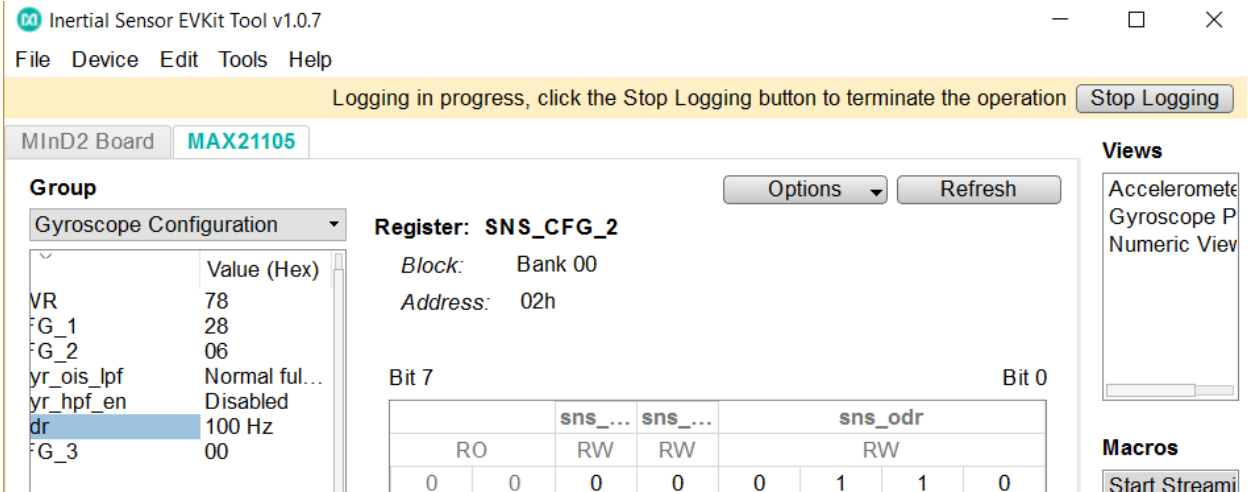 Inertial Sensor EVKit Tool v1.0.7
File Device Edit Tools Help
Logging in progress, click the Stop Logging button to terminate the operation Stop Logging
MInD2 Board MAX21105
Group
Gyroscope Configuration
Value (Hex)
WR 78
FG_1 28
FG_2 06
yr_ois_lpf Normal ful...
yr_hpf_en Disabled
dr 100 Hz
FG_3 00
Options Refresh
Register: SNS_CFG_2
Block: Bank 00
Address: 02h
Bit 7 Bit 0
sns_... sns_... sns_odr
RO RW RW RW
0 0 0 0 0 1 1 0
Views
Acceleromete
Gyroscope P
Numeric View
Macros
Start Streami